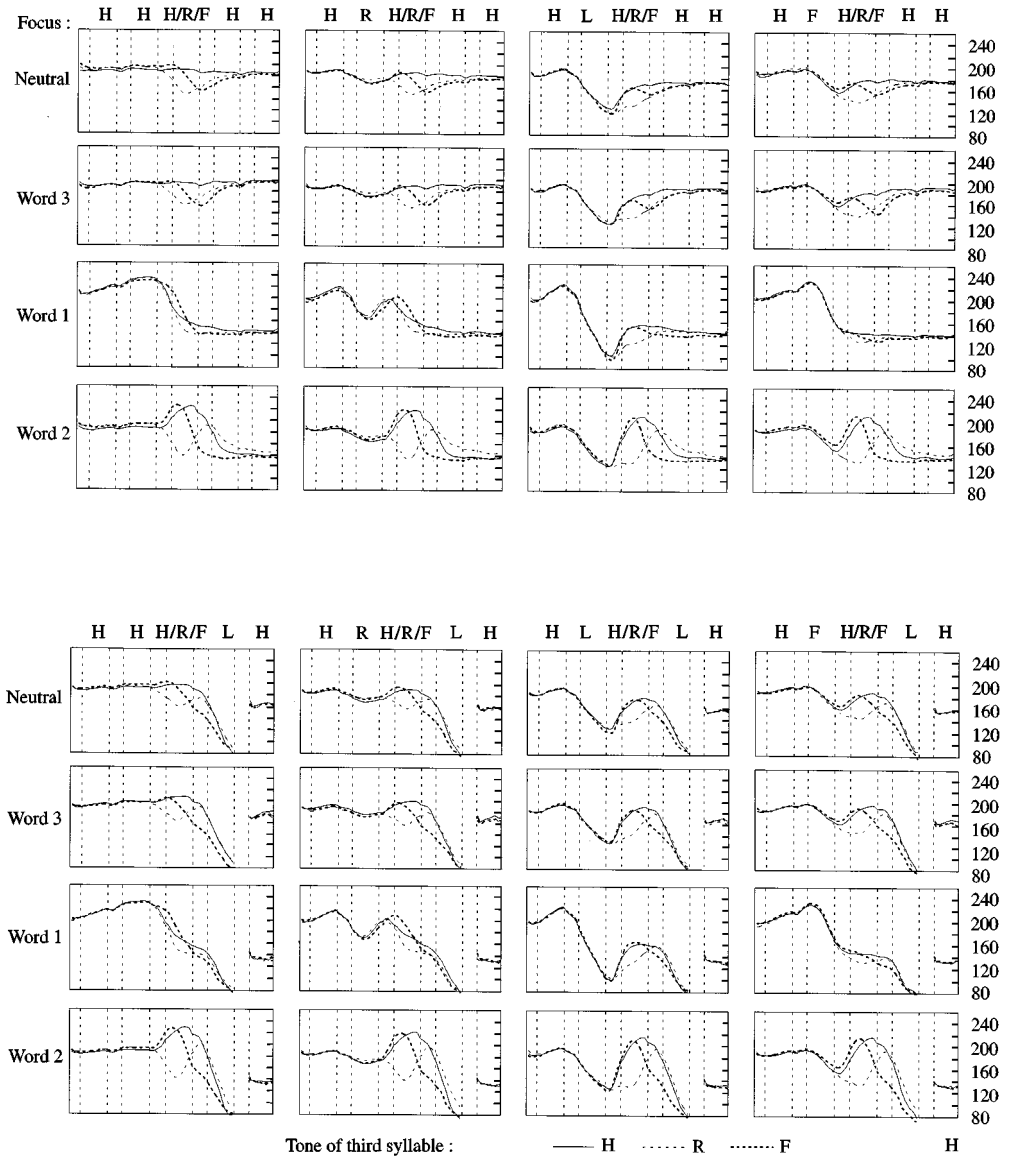 Focus : H H H/R/F H H H R H/R/F H H H L H/R/F H H H F H/R/F H H
Neutral 240 200 160 120 80
Word 3 240 200 160 120 80
Word 1 240 200 160 120 80
Word 2 240 200 160 120 80
H H H/R/F L H H R H/R/F L H H L H/R/F L H H F H/R/F L H
Neutral 240 200 160 120 80
Word 3 240 200 160 120 80
Word 1 240 200 160 120 80
Word 2 240 200 160 120 80
Tone of third syllable : H R F H